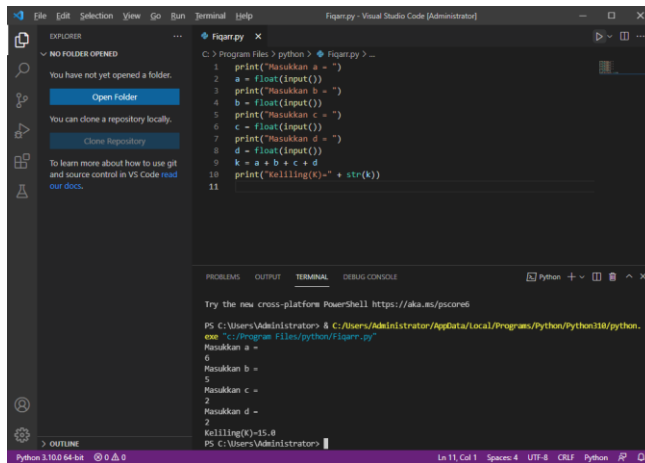 File Edit Selection View Go Run Terminal Help Fiqarr.py - Visual Studio Code [Administrator]
EXPLORER
NO FOLDER OPENED
You have not yet opened a folder.
Open Folder
You can clone a repository locally.
Clone Repository
To learn more about how to use git
and source control in VS Code read
our docs.
OUTLINE
Fiqarr.py
C: > Program Files > python > Fiqarr.py > ...
1 print("Masukkan a = ")
2 a = float(input())
3 print("Masukkan b = ")
4 b = float(input())
5 print("Masukkan c = ")
6 c = float(input())
7 print("Masukkan d = ")
8 d = float(input())
9 k = a + b + c + d
10 print("Keliling(K)=" + str(k))
11
PROBLEMS OUTPUT TERMINAL DEBUG CONSOLE Python
Try the new cross-platform PowerShell https://aka.ms/pscore6
PS C:\Users\Administrator> & C:/Users/Administrator/AppData/Local/Programs/Python/Python310/python.
exe "c:/Program Files/python/Fiqarr.py"
Masukkan a =
6
Masukkan b =
5
Masukkan c =
2
Masukkan d =
2
Keliling(K)=15.0
PS C:\Users\Administrator>
Python 3.10.0 64-bit 0 0 Ln 11, Col 1 Spaces: 4 UTF-8 CRLF Python